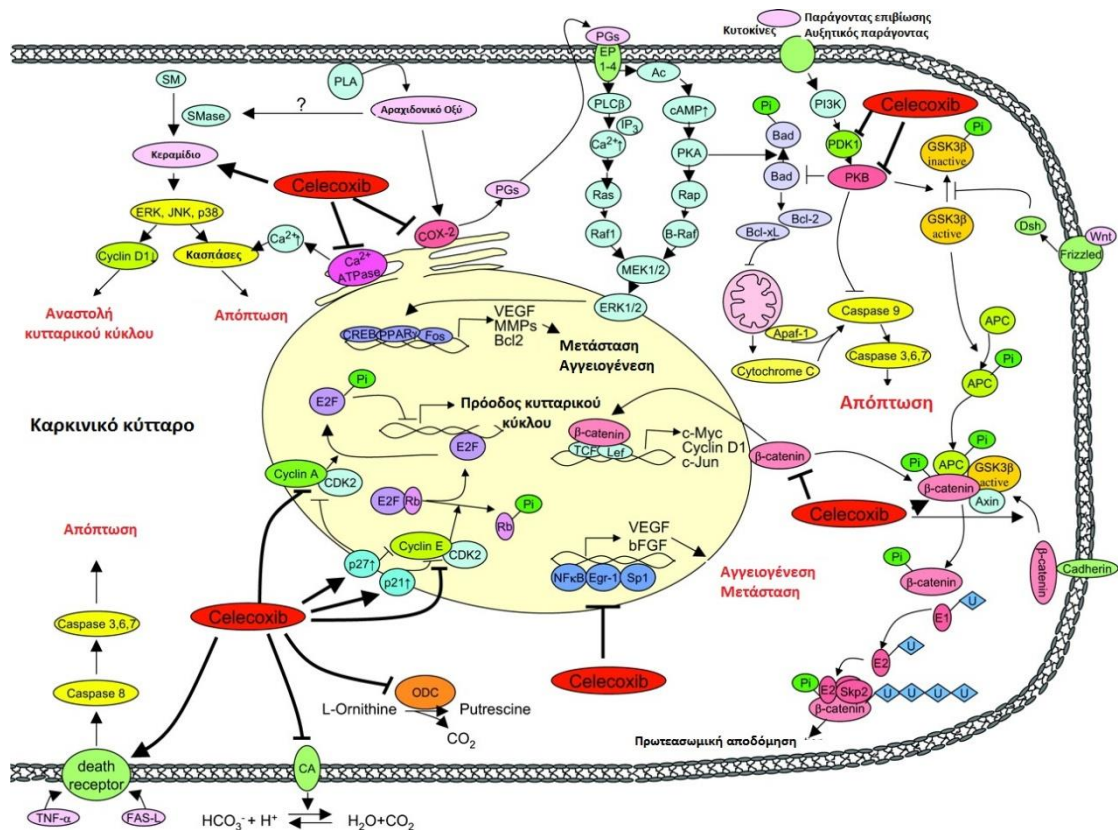 PGs
EP
1-4
Κυτοκίνες
Παράγοντας επιβίωσης
Αυξητικός παράγοντας
SM
SMase
PLA
?
Αραχιδονικό Οξύ
Κεραμίδιο
Celecoxib
ERK, JNK, p38
Cyclin D1↓
Κασπάσες
Ca²⁺↑
Ca²⁺
ATPase
COX-2
PGs
Αναστολή
κυτταρικού κύκλου
Απόπτωση
Ac
PLCβ
IP₃
Ca²⁺↑
cAMP↑
PKA
Ras
Rap
Raf1
B-Raf
MEK1/2
ERK1/2
Pi
Bad
Bad
Bcl-2
Bcl-xL
PI3K
PDK1
PKB
Celecoxib
Pi
GSK3β
inactive
GSK3β
active
Dsh
Wnt
Frizzled
Apaf-1
Cytochrome C
Caspase 9
Caspase 3,6,7
Απόπτωση
APC
Pi
APC
CREB
PPARγ
Fos
VEGF
MMPs
Bcl2
Μετάσταση
Αγγειογένεση
Καρκινικό κύτταρο
Pi
E2F
Πρόοδος κυτταρικού
κύκλου
E2F
Cyclin A
CDK2
E2F
Rb
Rb
Pi
Cyclin E
CDK2
p27↑
p21↑
β-catenin
TCF
Lef
c-Myc
Cyclin D1
c-Jun
β-catenin
Pi
Pi
APC
GSK3β
active
β-catenin
Axin
Celecoxib
VEGF
bFGF
NFκB
Egr-1
Sp1
Αγγειογένεση
Μετάσταση
Celecoxib
Pi
β-catenin
β-catenin
Cadherin
E1
U
E2
U
Pi
E2
Skp2
β-catenin
U
U
U
U
Πρωτεασωμική αποδόμηση
Απόπτωση
Caspase 3,6,7
Caspase 8
death
receptor
TNF-α
FAS-L
Celecoxib
ODC
L-Ornithine
Putrescine
CO₂
CA
HCO₃⁻ + H⁺
H₂O+CO₂